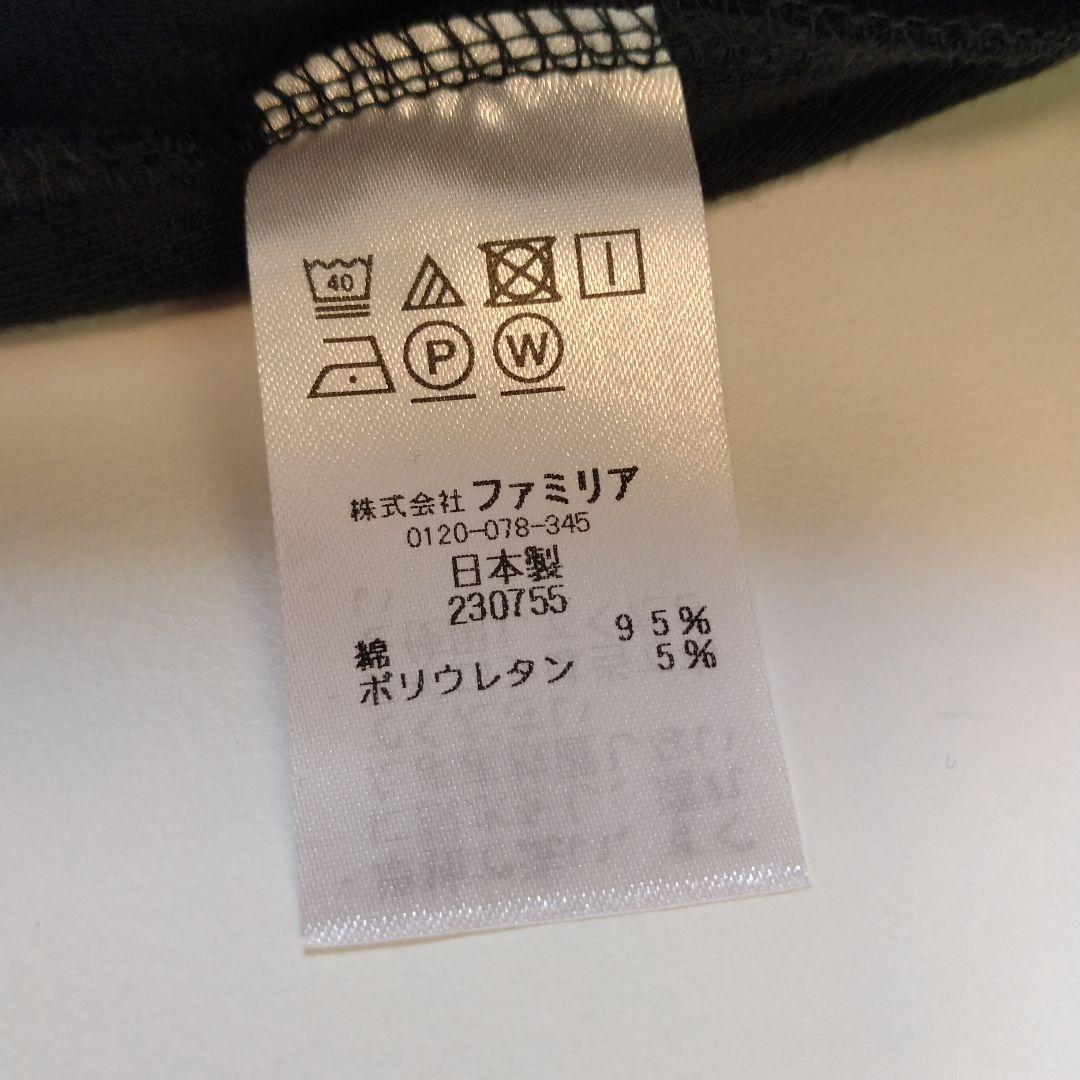 40
P W
株式会社 ファミリア
0120-078-345
日本製
230755
綿 95%
ポリウレタン 5%